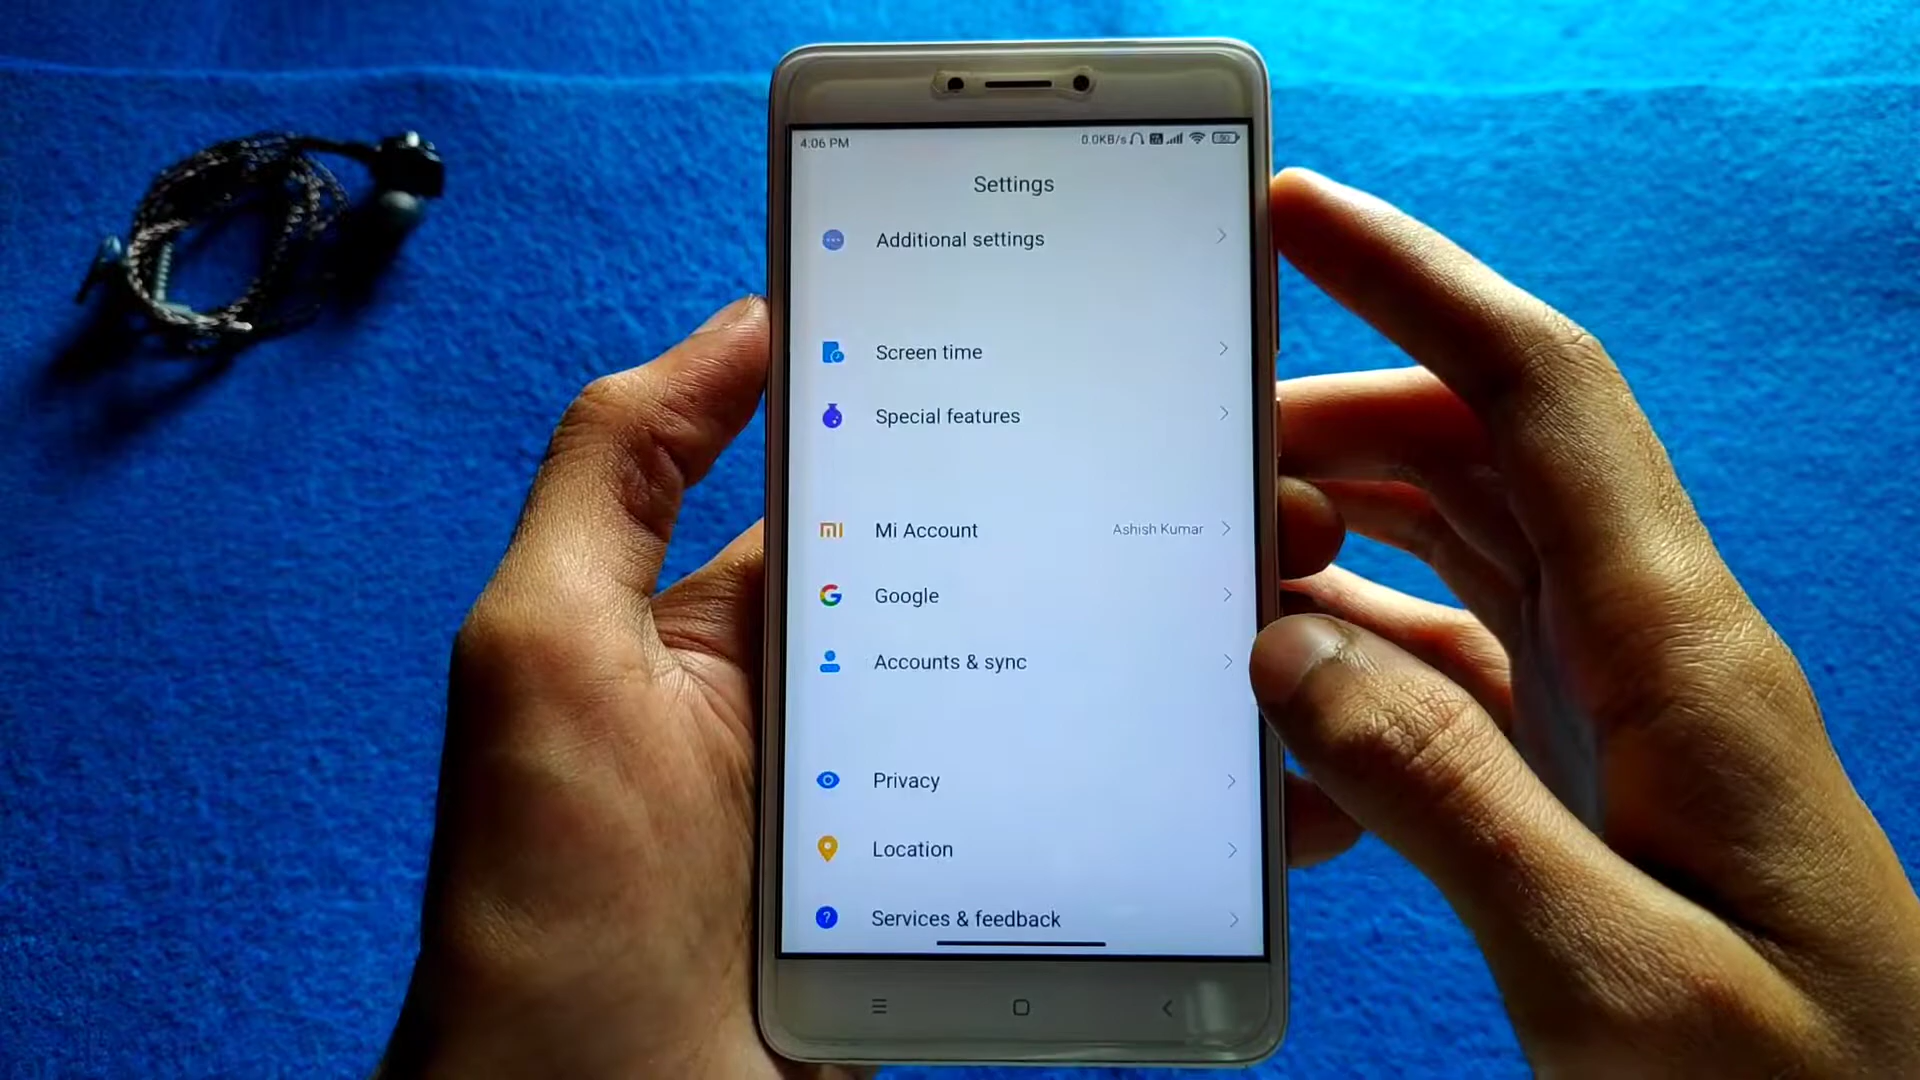 4:06 PM 0.0KB/s 50
Settings
Additional settings
Screen time
Special features
Mi Account Ashish Kumar
Google
Accounts & sync
Privacy
Location
Services & feedback